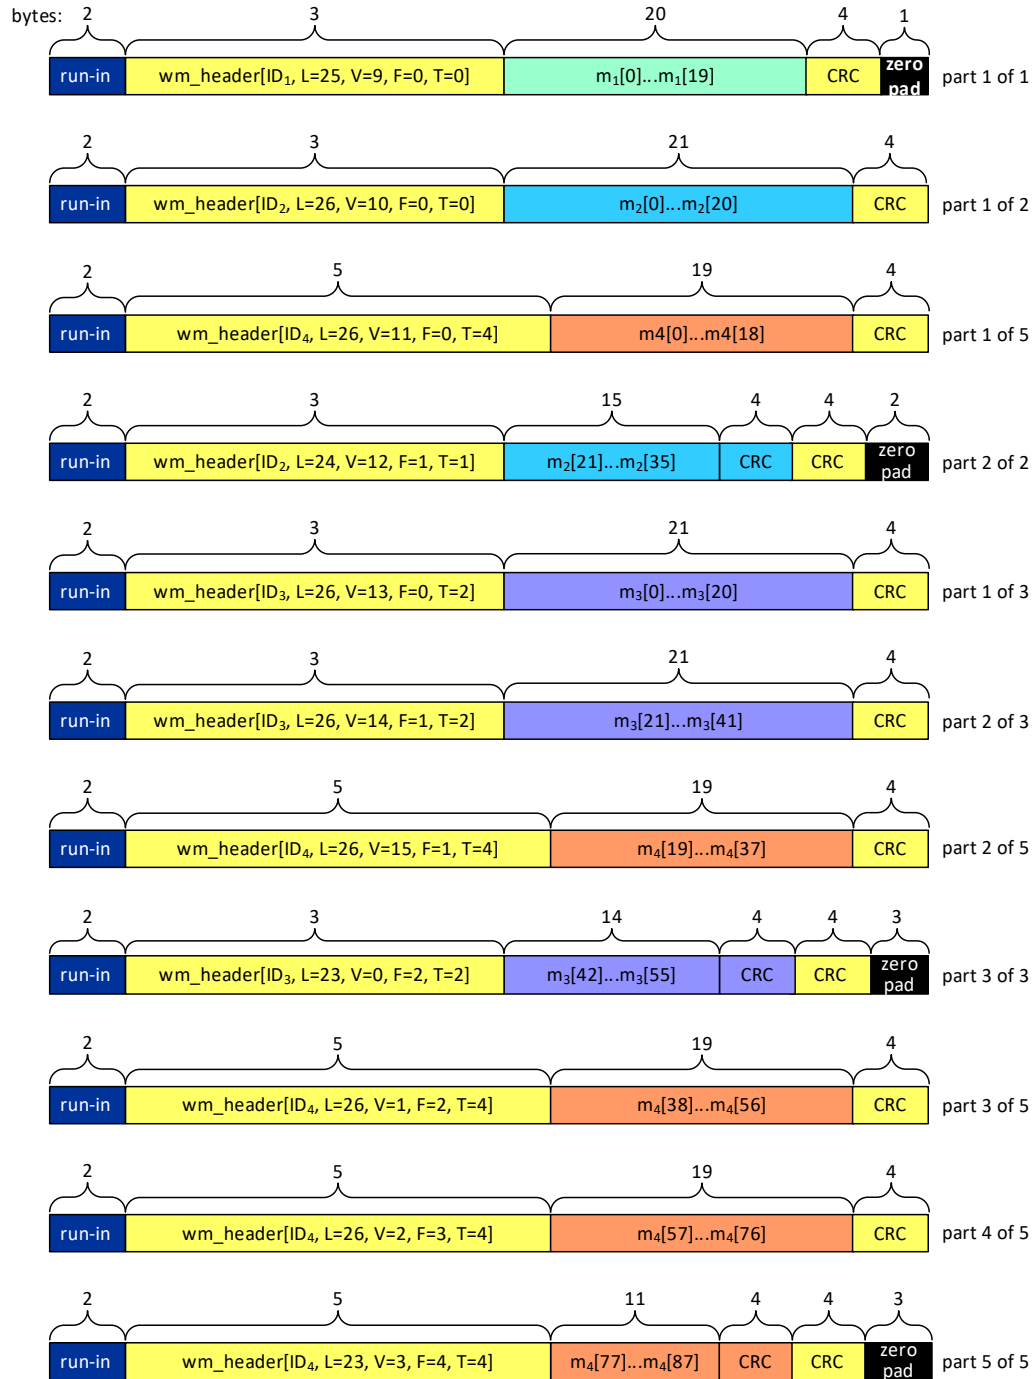 bytes: 2 3 20 4 1
run-in wm_header[ID₁, L=25, V=9, F=0, T=0] m₁[0]...m₁[19] CRC zero pad part 1 of 1
2 3 21 4
run-in wm_header[ID₂, L=26, V=10, F=0, T=0] m₂[0]...m₂[20] CRC part 1 of 2
2 5 19 4
run-in wm_header[ID₄, L=26, V=11, F=0, T=4] m4[0]...m4[18] CRC part 1 of 5
2 3 15 4 4 2
run-in wm_header[ID₂, L=24, V=12, F=1, T=1] m₂[21]...m₂[35] CRC CRC zero pad part 2 of 2
2 3 21 4
run-in wm_header[ID₃, L=26, V=13, F=0, T=2] m₃[0]...m₃[20] CRC part 1 of 3
2 3 21 4
run-in wm_header[ID₃, L=26, V=14, F=1, T=2] m₃[21]...m₃[41] CRC part 2 of 3
2 5 19 4
run-in wm_header[ID₄, L=26, V=15, F=1, T=4] m₄[19]...m₄[37] CRC part 2 of 5
2 3 14 4 4 3
run-in wm_header[ID₃, L=23, V=0, F=2, T=2] m₃[42]...m₃[55] CRC CRC zero pad part 3 of 3
2 5 19 4
run-in wm_header[ID₄, L=26, V=1, F=2, T=4] m₄[38]...m₄[56] CRC part 3 of 5
2 5 19 4
run-in wm_header[ID₄, L=26, V=2, F=3, T=4] m₄[57]...m₄[76] CRC part 4 of 5
2 5 11 4 4 3
run-in wm_header[ID₄, L=23, V=3, F=4, T=4] m₄[77]...m₄[87] CRC CRC zero pad part 5 of 5